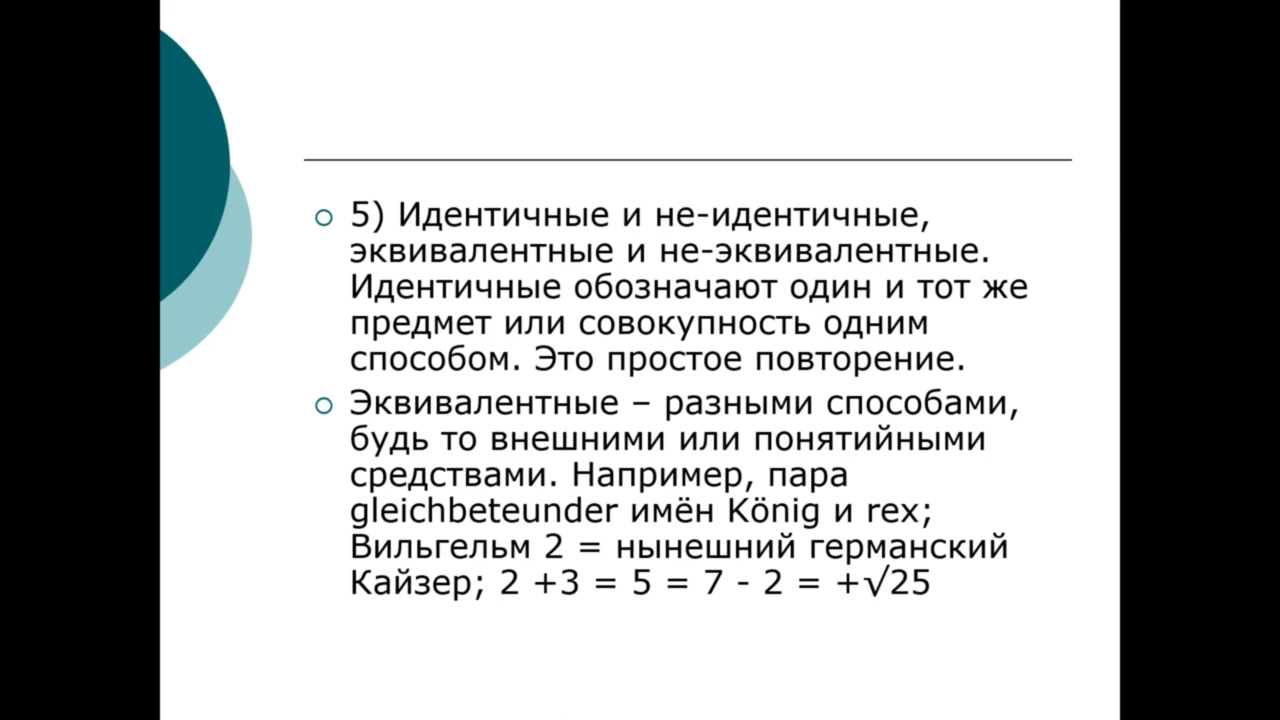 5) Идентичные и не-идентичные,
эквивалентные и не-эквивалентные.
Идентичные обозначают один и тот же
предмет или совокупность одним
способом. Это простое повторение.
Эквивалентные – разными способами,
будь то внешними или понятийными
средствами. Например, пара
gleichbeteunder имён König и rex;
Вильгельм 2 = нынешний германский
Кайзер; 2 +3 = 5 = 7 - 2 = +√25